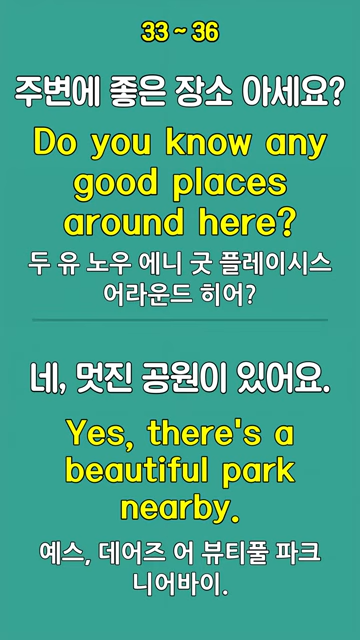 33 ~ 36
주변에 좋은 장소 아세요?
Do you know any
good places
around here?
두 유 노우 에니 굿 플레이시스
어라운드 히어?
네, 멋진 공원이 있어요.
Yes, there's a
beautiful park
nearby.
예스, 데어즈 어 뷰티풀 파크
니어바이.